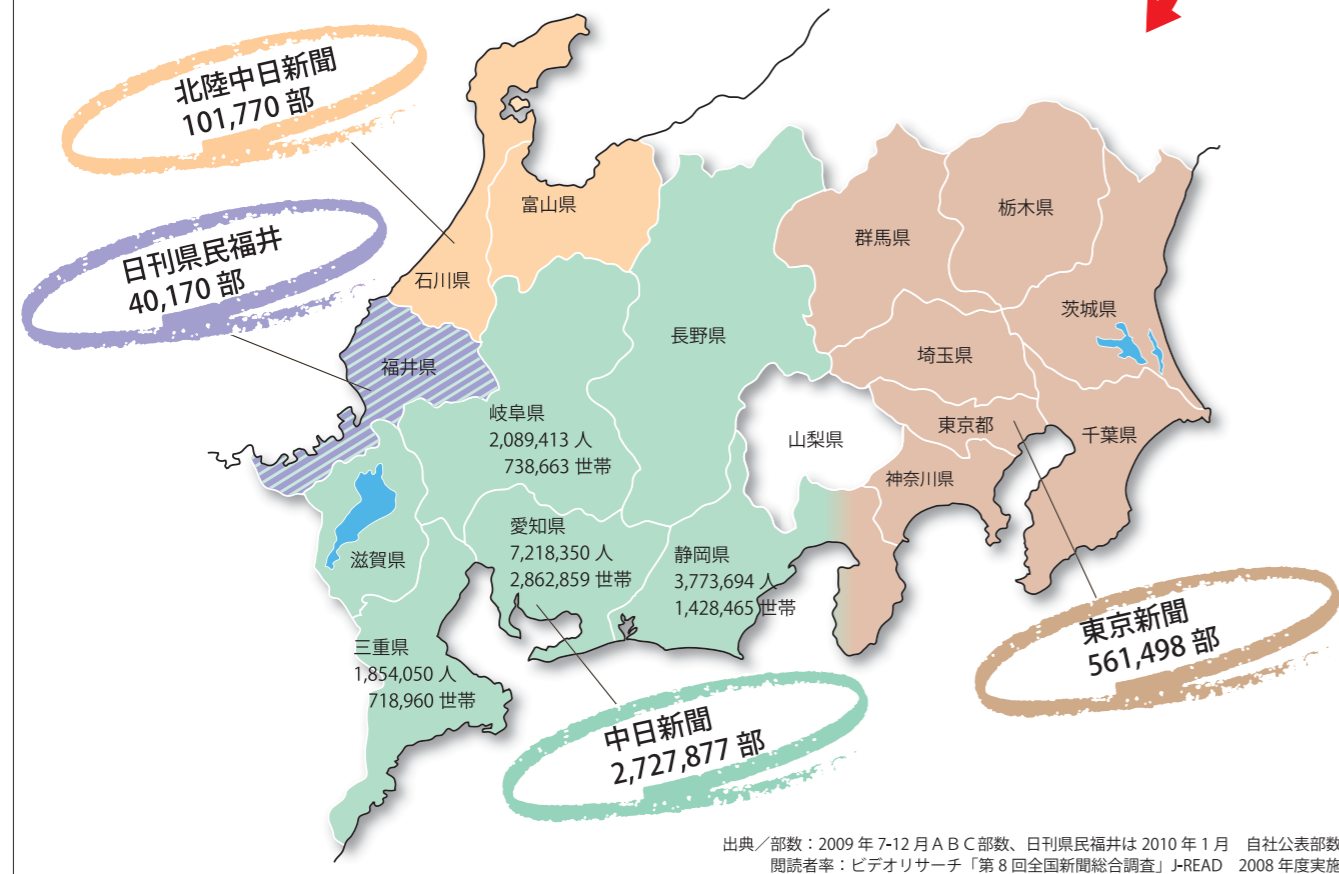 北陸中日新聞
101,770 部
日刊県民福井
40,170 部
富山県
石川県
福井県
長野県
群馬県
栃木県
茨城県
埼玉県
東京都
千葉県
神奈川県
山梨県
岐阜県
2,089,413 人
738,663 世帯
愛知県
7,218,350 人
2,862,859 世帯
静岡県
3,773,694 人
1,428,465 世帯
滋賀県
三重県
1,854,050 人
718,960 世帯
東京新聞
561,498 部
中日新聞
2,727,877 部
出典／部数：2009 年 7-12 月ＡＢＣ部数、日刊県民福井は 2010 年 1 月　自社公表部数
閲読者率：ビデオリサーチ「第 8 回全国新聞総合調査」J-READ　2008 年度実施